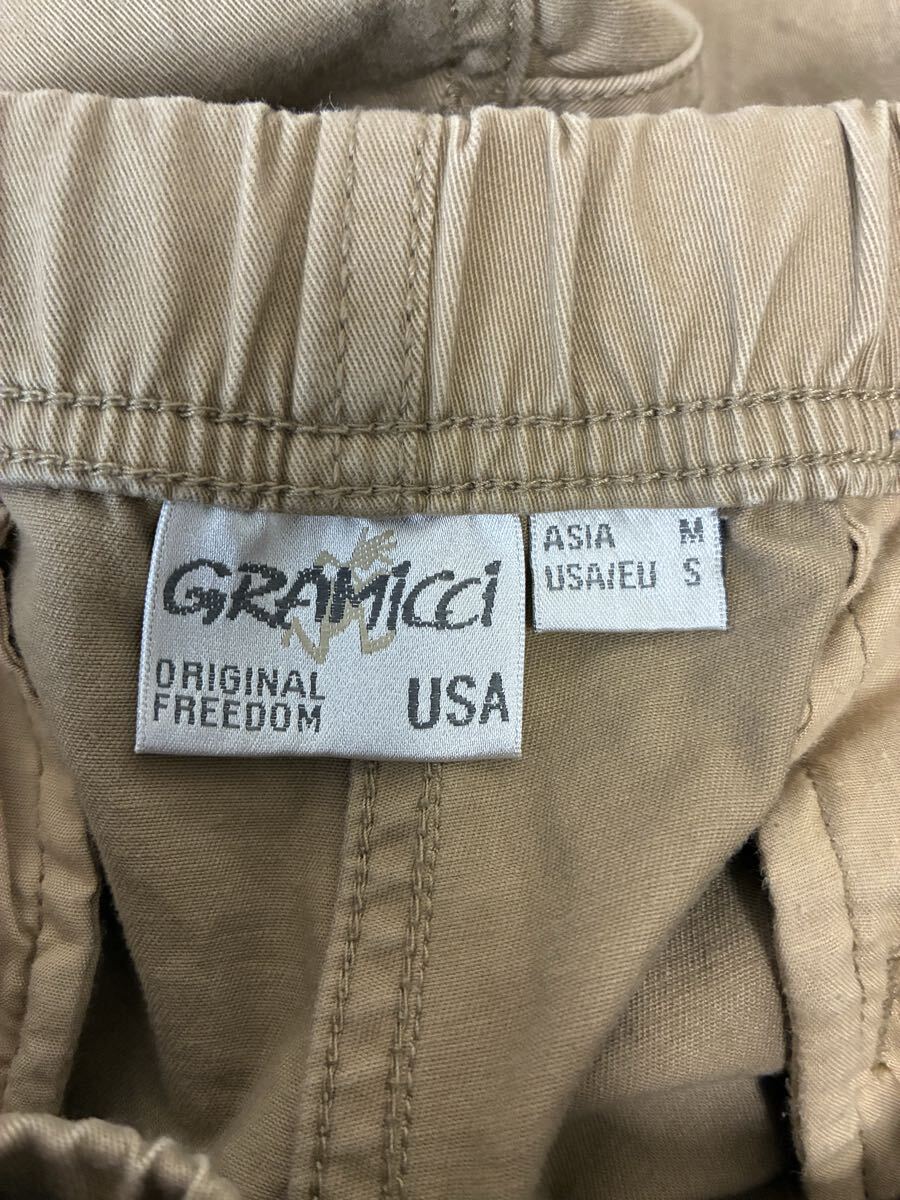 GRAMiCCi
ORIGINAL
FREEDOM
USA
ASIA M
USA/EU S